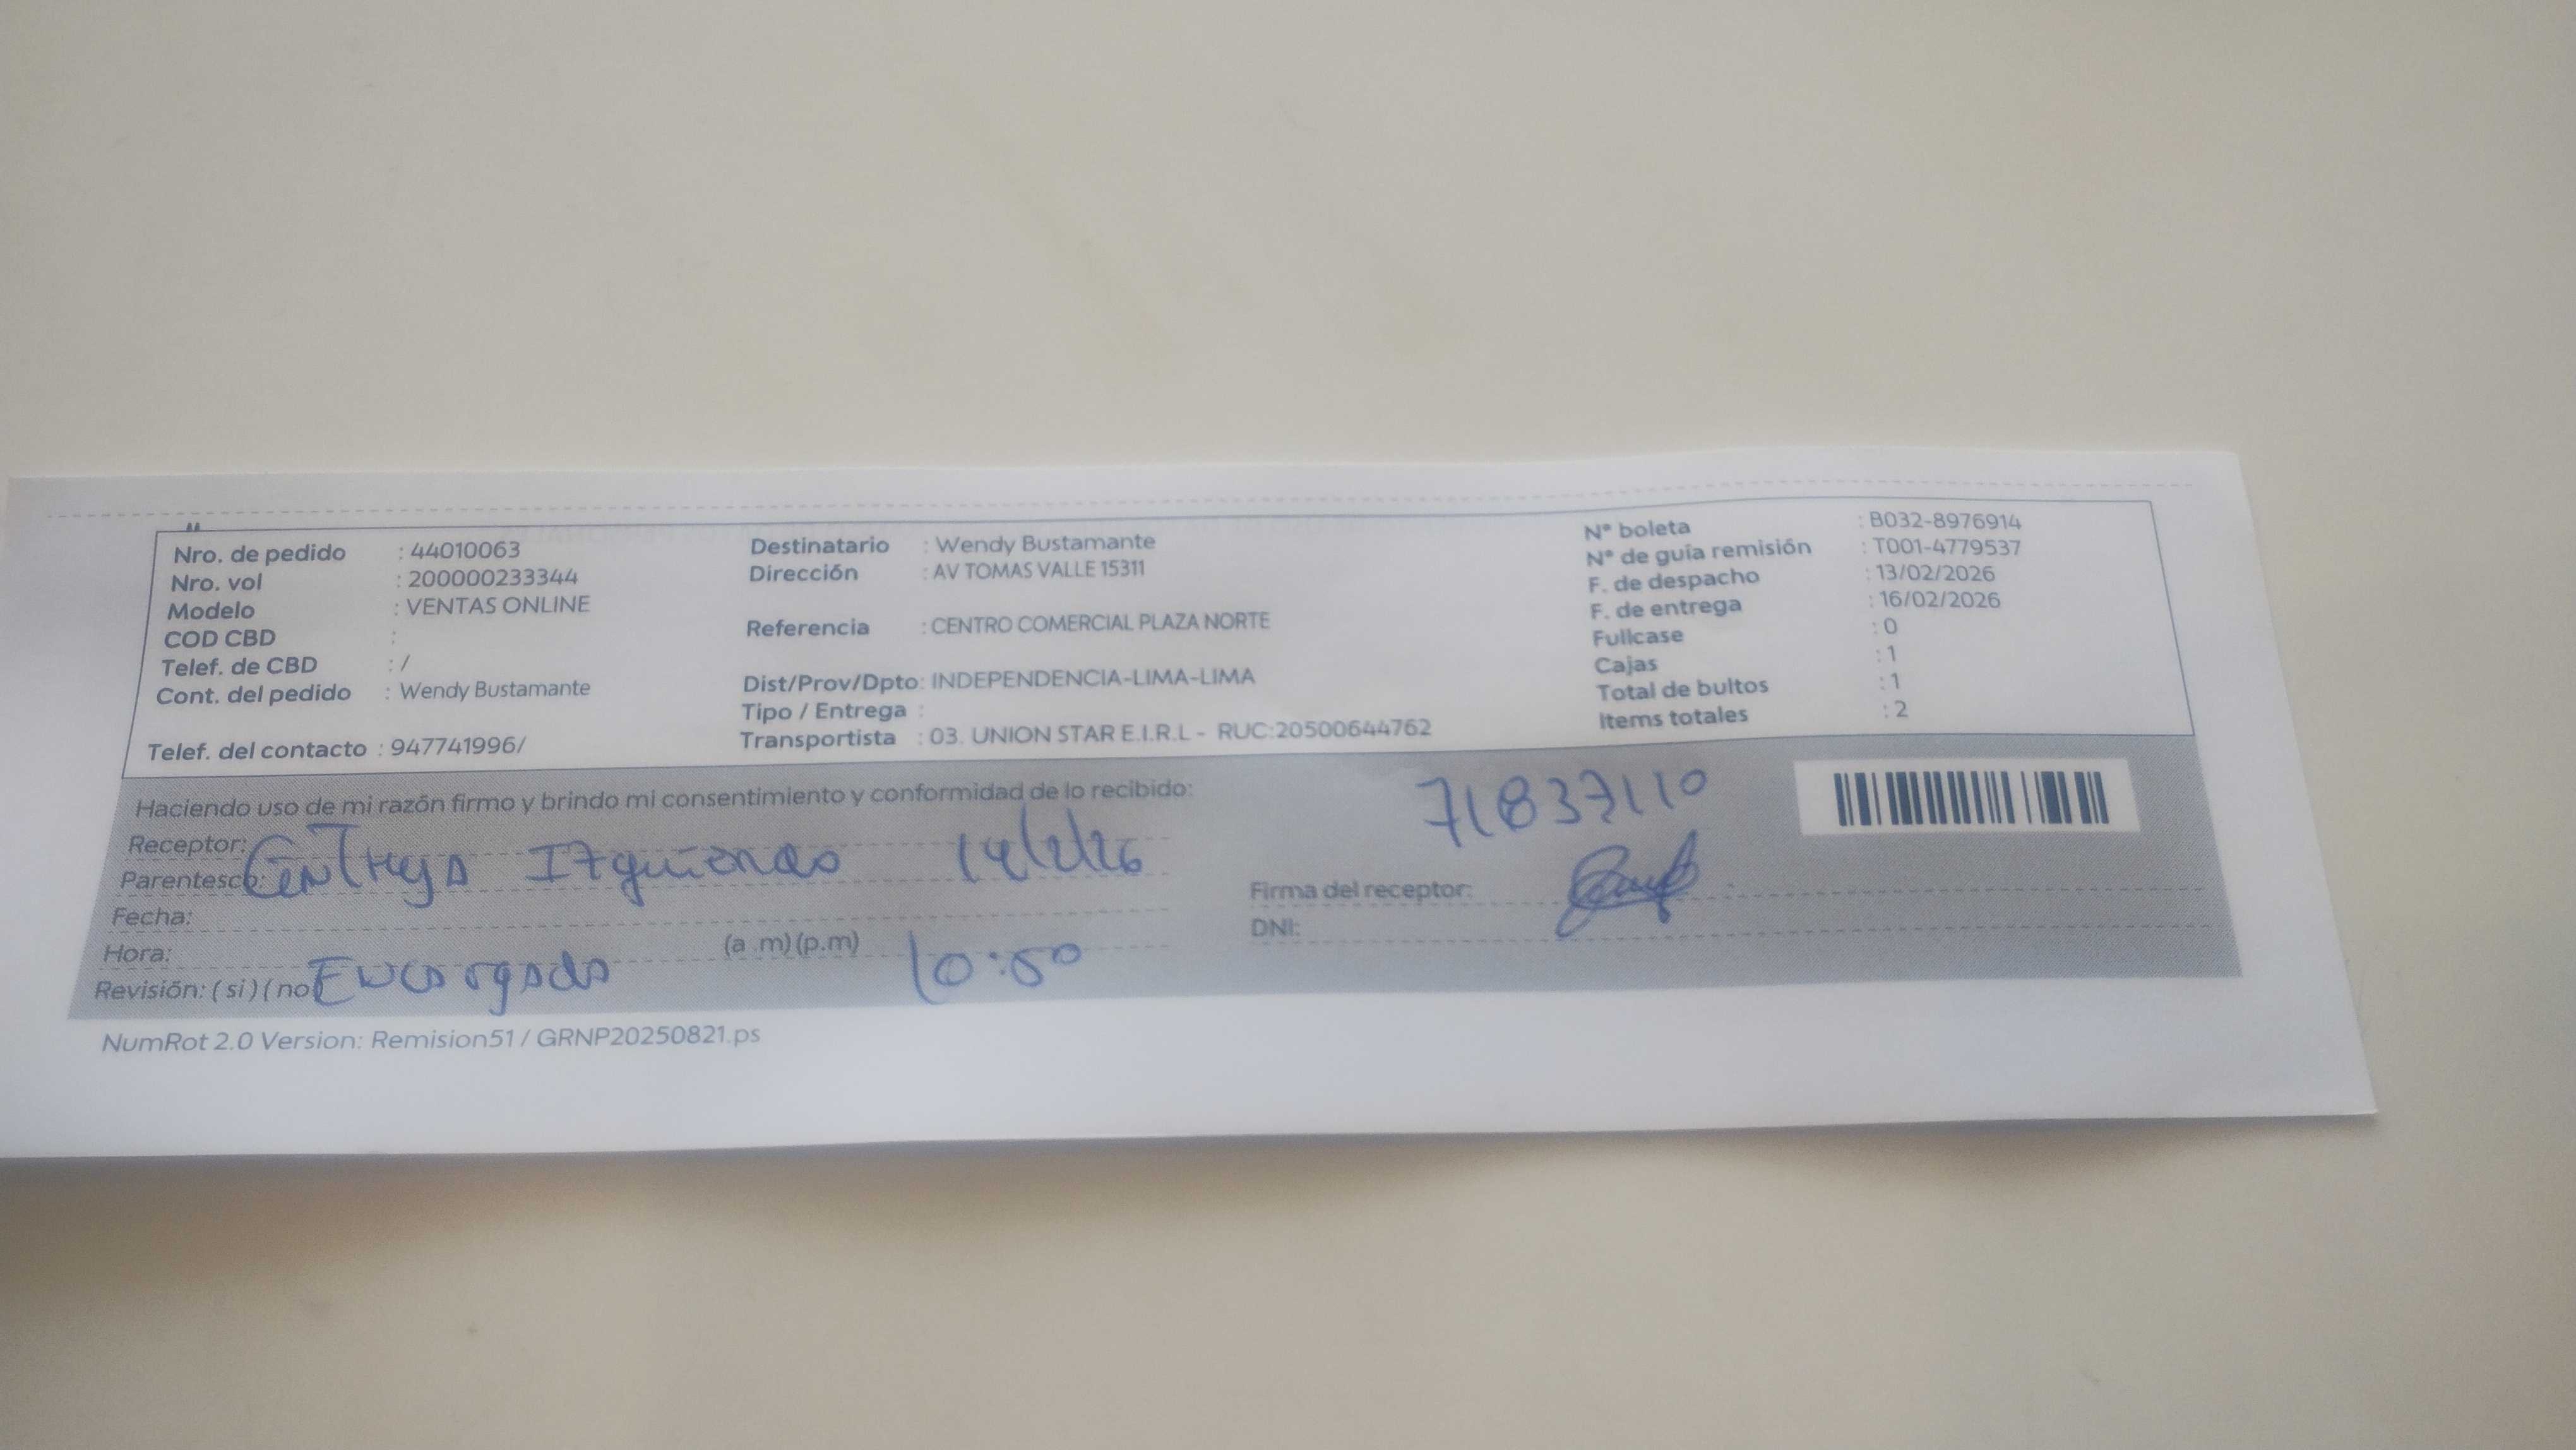 Nro. de pedido : 44010063
Nro. vol : 200000233344
Modelo : VENTAS ONLINE
COD CBD :
Telef. de CBD : /
Cont. del pedido : Wendy Bustamante
Telef. del contacto : 947741996/
Destinatario : Wendy Bustamante
Dirección : AV TOMAS VALLE 15311
Referencia : CENTRO COMERCIAL PLAZA NORTE
Dist/Prov/Dpto: INDEPENDENCIA-LIMA-LIMA
Tipo / Entrega :
Transportista : 03. UNION STAR E.I.R.L - RUC:20500644762
N° boleta : B032-8976914
N° de guía remisión : T001-4779537
F. de despacho : 13/02/2026
F. de entrega : 16/02/2026
Fullcase : 0
Cajas : 1
Total de bultos : 1
Items totales : 2
Haciendo uso de mi razón firmo y brindo mi consentimiento y conformidad de lo recibido:
Receptor:
Parentesco:
Izquierdo 14/2/26
Fecha:
Hora: (a .m)(p.m)
Revisión: ( si ) ( no
Encargado 10:50
71837110
Firma del receptor:
DNI:
NumRot 2.0 Version: Remision51 / GRNP20250821.ps